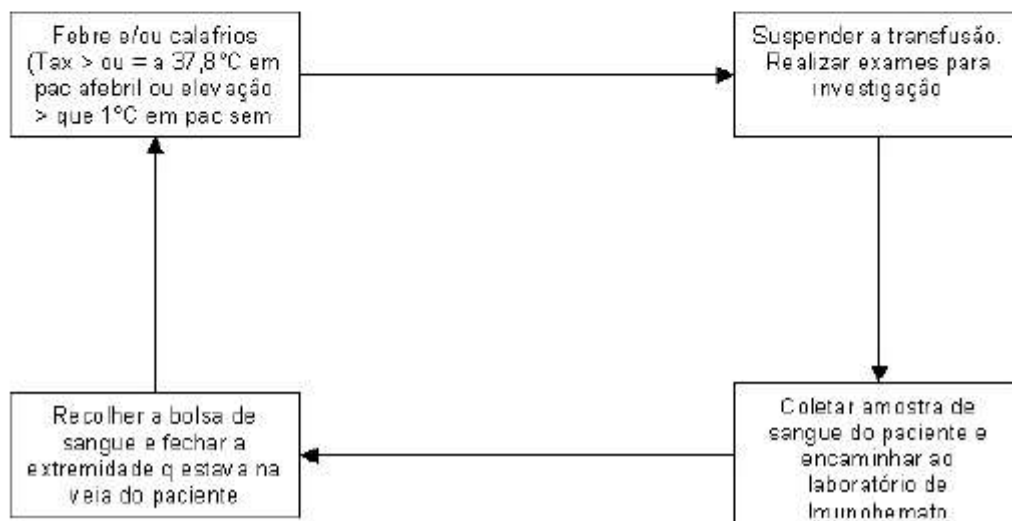 Febre e/ou calafrios
(Tax > ou = a 37,8°C em
pac afebril ou elevação
> que 1°C em pac sem
Suspender a transfusão.
Realizar exames para
investigação
Coletar amostra de
sangue do paciente e
encaminhar ao
laboratório de
Imunohemato
Recolher a bolsa de
sangue e fechar a
extremidade q estava na
veia do paciente